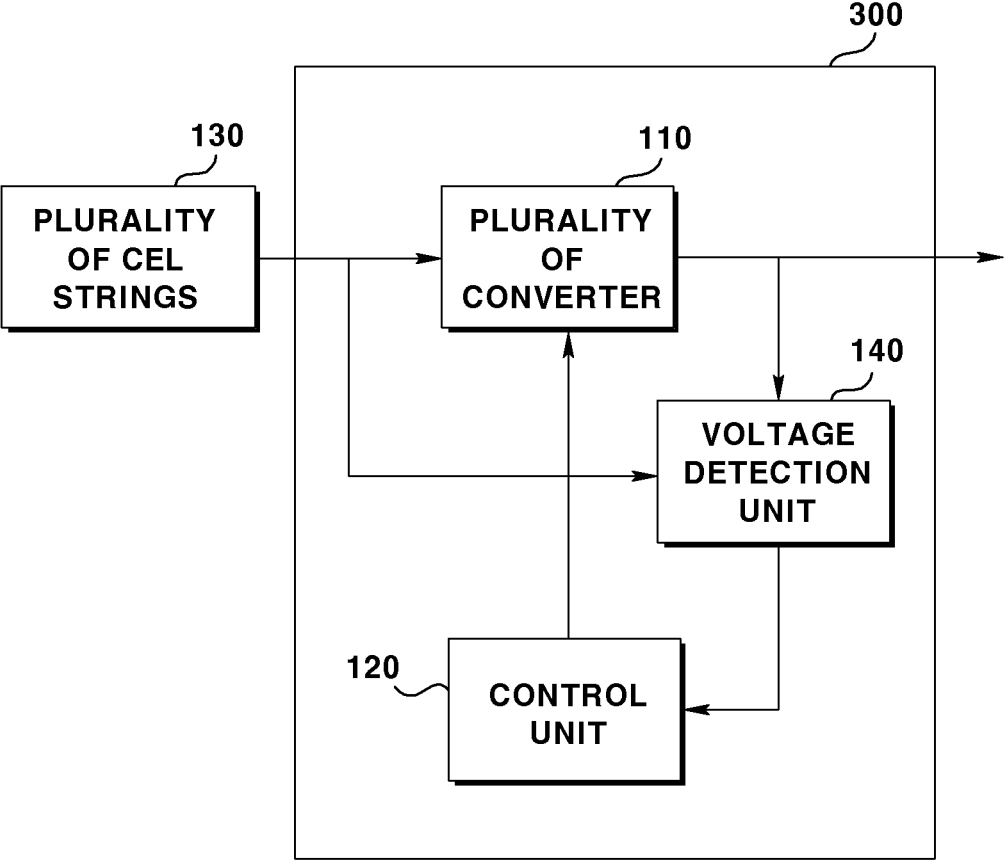 300
130
110
PLURALITY
OF CEL
STRINGS
PLURALITY
OF
CONVERTER
140
VOLTAGE
DETECTION
UNIT
120
CONTROL
UNIT